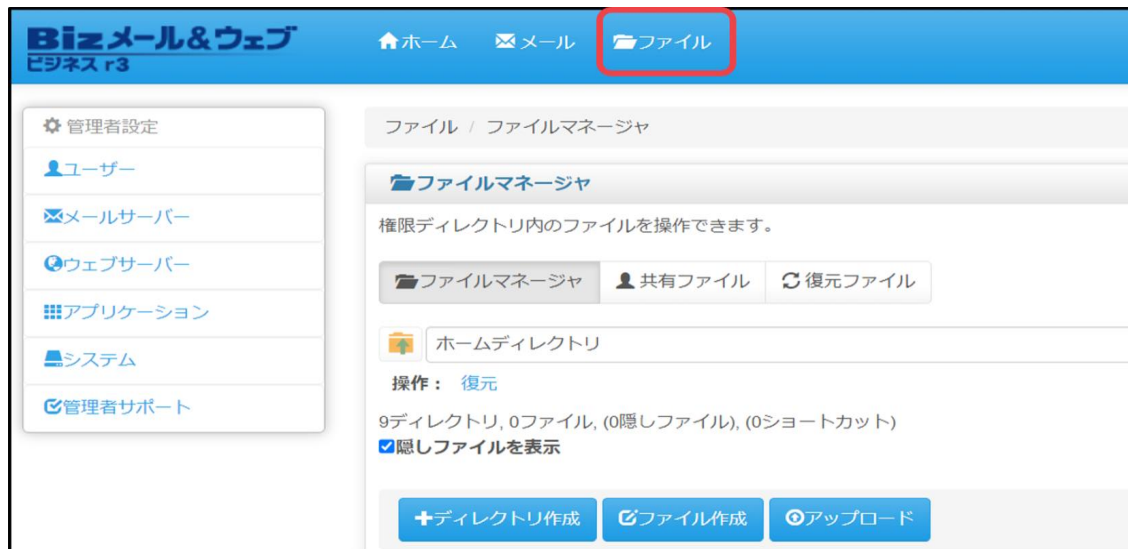 Bizメール&ウェブ
ビジネス r3
ホーム メール ファイル
管理者設定
ユーザー
メールサーバー
ウェブサーバー
アプリケーション
システム
管理者サポート
ファイル / ファイルマネージャ
ファイルマネージャ
権限ディレクトリ内のファイルを操作できます。
ファイルマネージャ 共有ファイル 復元ファイル
ホームディレクトリ
操作： 復元
9ディレクトリ, 0ファイル, (0隠しファイル), (0ショートカット)
隠しファイルを表示
ディレクトリ作成 ファイル作成 アップロード